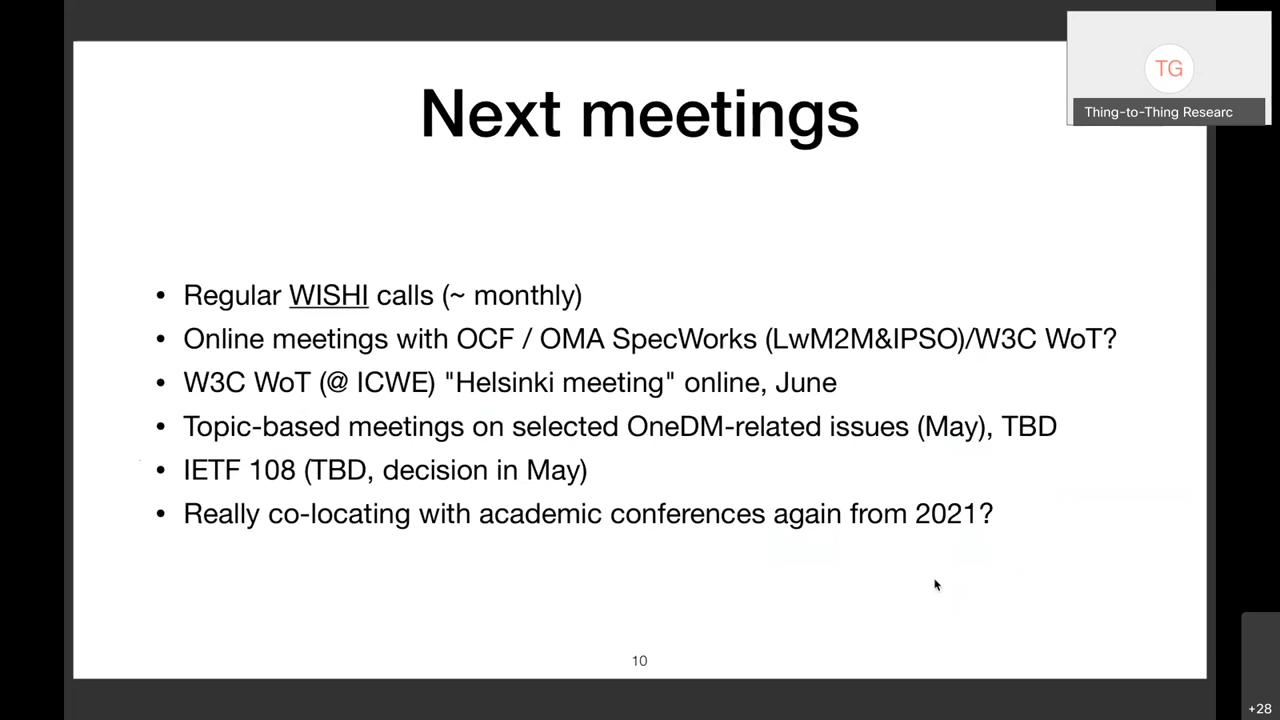 TG
Thing-to-Thing Researc
Next meetings
• Regular WISHI calls (~ monthly)
• Online meetings with OCF / OMA SpecWorks (LwM2M&IPSO)/W3C WoT?
• W3C WoT (@ ICWE) "Helsinki meeting" online, June
• Topic-based meetings on selected OneDM-related issues (May), TBD
• IETF 108 (TBD, decision in May)
• Really co-locating with academic conferences again from 2021?
10
+28